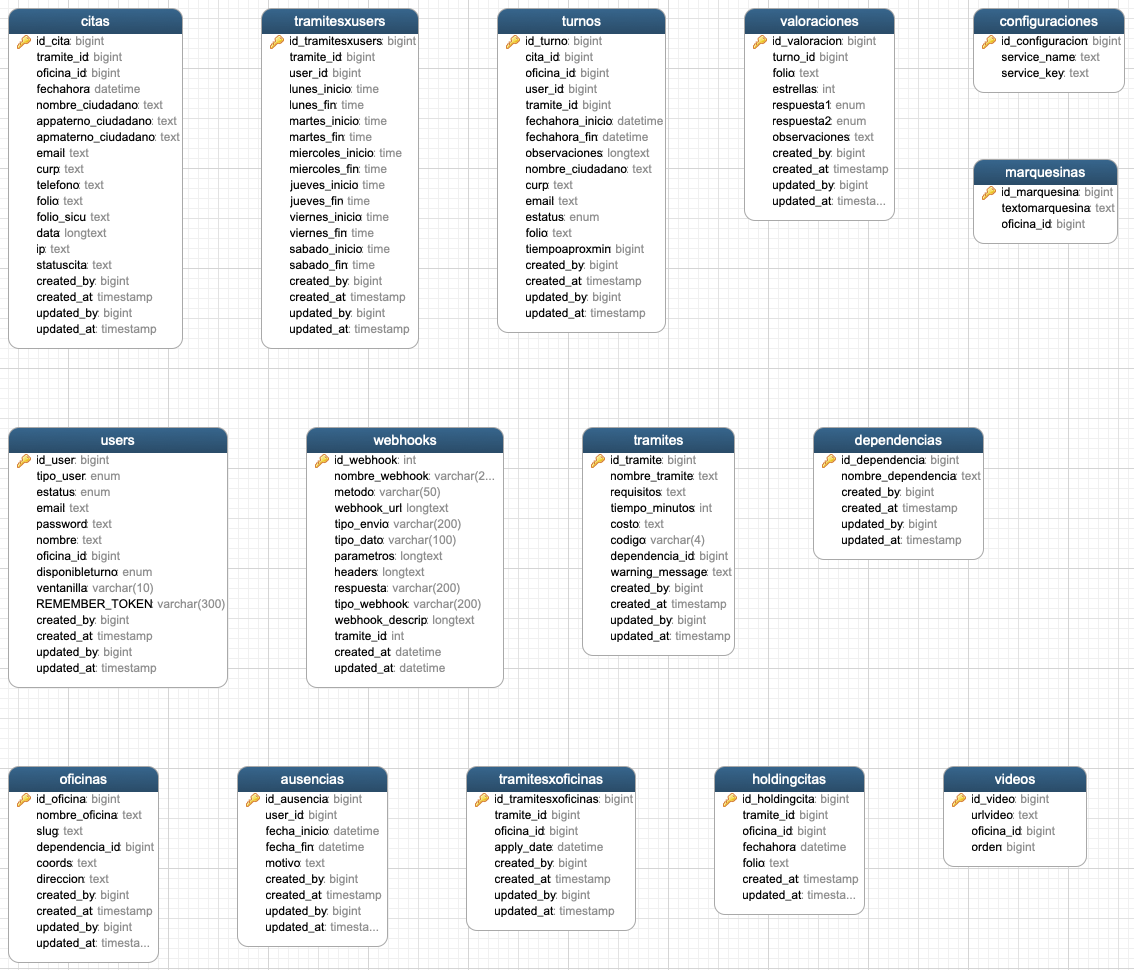 citas
id_cita: bigint
tramite_id: bigint
oficina_id: bigint
fechahora: datetime
nombre_ciudadano: text
appaterno_ciudadano: text
apmaterno_ciudadano: text
email: text
curp: text
telefono: text
folio: text
folio_sicu: text
data: longtext
ip: text
statuscita: text
created_by: bigint
created_at: timestamp
updated_by: bigint
updated_at: timestamp
tramitesxusers
id_tramitesxusers: bigint
tramite_id: bigint
user_id: bigint
lunes_inicio: time
lunes_fin: time
martes_inicio: time
martes_fin: time
miercoles_inicio: time
miercoles_fin: time
jueves_inicio: time
jueves_fin: time
viernes_inicio: time
viernes_fin: time
sabado_inicio: time
sabado_fin: time
created_by: bigint
created_at: timestamp
updated_by: bigint
updated_at: timestamp
turnos
id_turno: bigint
cita_id: bigint
oficina_id: bigint
user_id: bigint
tramite_id: bigint
fechahora_inicio: datetime
fechahora_fin: datetime
observaciones: longtext
nombre_ciudadano: text
curp: text
email: text
estatus: enum
folio: text
tiempoaproxmin: bigint
created_by: bigint
created_at: timestamp
updated_by: bigint
updated_at: timestamp
valoraciones
id_valoracion: bigint
turno_id: bigint
folio: text
estrellas: int
respuesta1: enum
respuesta2: enum
observaciones: text
created_by: bigint
created_at: timestamp
updated_by: bigint
updated_at: timesta...
configuraciones
id_configuracion: bigint
service_name: text
service_key: text
marquesinas
id_marquesina: bigint
textomarquesina: text
oficina_id: bigint
users
id_user: bigint
tipo_user: enum
estatus: enum
email: text
password: text
nombre: text
oficina_id: bigint
disponibleturno: enum
ventanilla: varchar(10)
REMEMBER_TOKEN: varchar(300)
created_by: bigint
created_at: timestamp
updated_by: bigint
updated_at: timestamp
webhooks
id_webhook: int
nombre_webhook: varchar(2...
metodo: varchar(50)
webhook_url: longtext
tipo_envio: varchar(200)
tipo_dato: varchar(100)
parametros: longtext
headers: longtext
respuesta: varchar(200)
tipo_webhook: varchar(200)
webhook_descrip: longtext
tramite_id: int
created_at: datetime
updated_at: datetime
tramites
id_tramite: bigint
nombre_tramite: text
requisitos: text
tiempo_minutos: int
costo: text
codigo: varchar(4)
dependencia_id: bigint
warning_message: text
created_by: bigint
created_at: timestamp
updated_by: bigint
updated_at: timestamp
dependencias
id_dependencia: bigint
nombre_dependencia: text
created_by: bigint
created_at: timestamp
updated_by: bigint
updated_at: timestamp
oficinas
id_oficina: bigint
nombre_oficina: text
slug: text
dependencia_id: bigint
coords: text
direccion: text
created_by: bigint
created_at: timestamp
updated_by: bigint
updated_at: timesta...
ausencias
id_ausencia: bigint
user_id: bigint
fecha_inicio: datetime
fecha_fin: datetime
motivo: text
created_by: bigint
created_at: timestamp
updated_by: bigint
updated_at: timesta...
tramitesxoficinas
id_tramitesxoficinas: bigint
tramite_id: bigint
oficina_id: bigint
apply_date: datetime
created_by: bigint
created_at: timestamp
updated_by: bigint
updated_at: timestamp
holdingcitas
id_holdingcita: bigint
tramite_id: bigint
oficina_id: bigint
fechahora: datetime
folio: text
created_at: timestamp
updated_at: timesta...
videos
id_video: bigint
urlvideo: text
oficina_id: bigint
orden: bigint